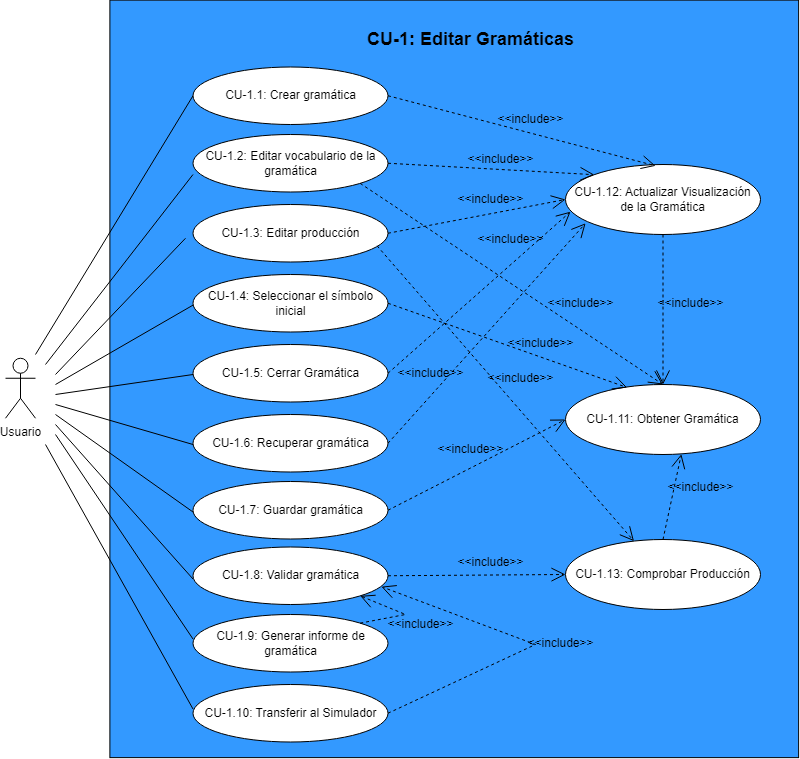 CU-1: Editar Gramáticas
CU-1.1: Crear gramática
<<include>>
CU-1.2: Editar vocabulario de la
gramática
<<include>>
CU-1.12: Actualizar Visualización
de la Gramática
<<include>>
CU-1.3: Editar producción
<<include>>
CU-1.4: Seleccionar el símbolo
inicial
<<include>>
<<include>>
<<include>>
CU-1.5: Cerrar Gramática
<<include>>
<<include>>
Usuario
CU-1.6: Recuperar gramática
CU-1.11: Obtener Gramática
<<include>>
CU-1.7: Guardar gramática
<<include>>
CU-1.8: Validar gramática
<<include>>
CU-1.13: Comprobar Producción
<<include>>
CU-1.9: Generar informe de
gramática
<<include>>
CU-1.10: Transferir al Simulador